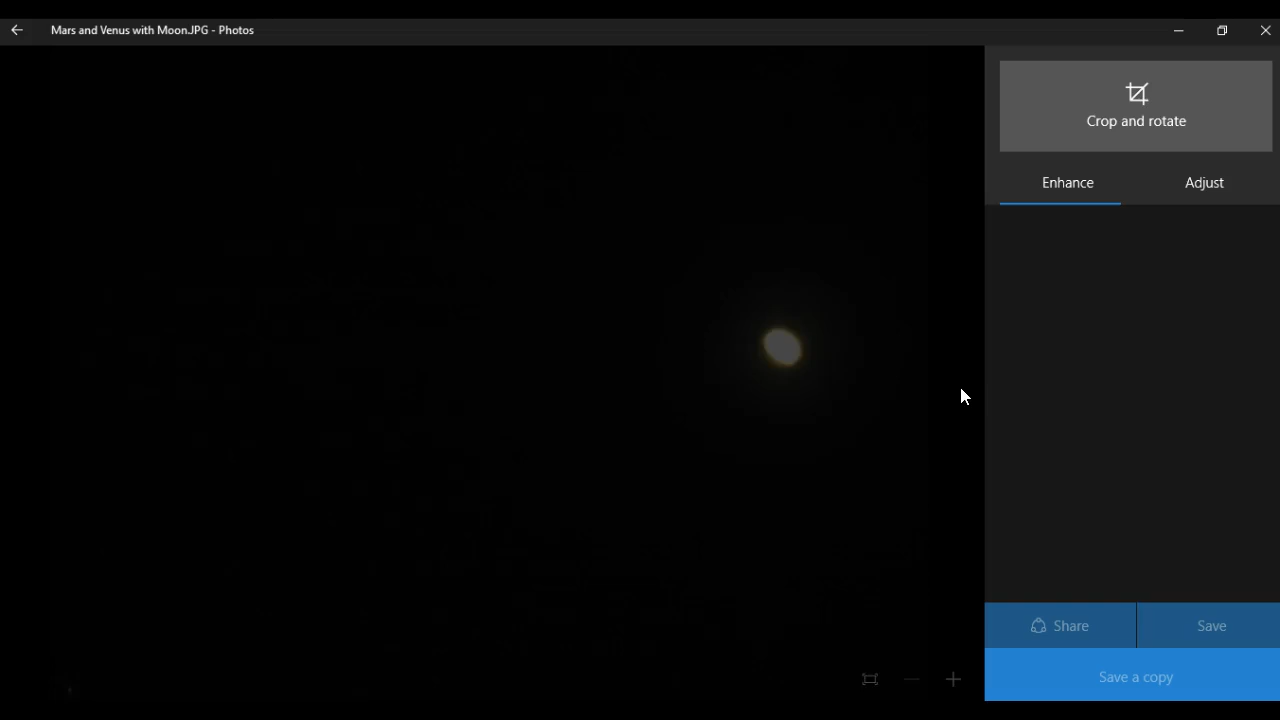 Mars and Venus with Moon.JPG - Photos
Crop and rotate
Enhance Adjust
Share Save
Save a copy